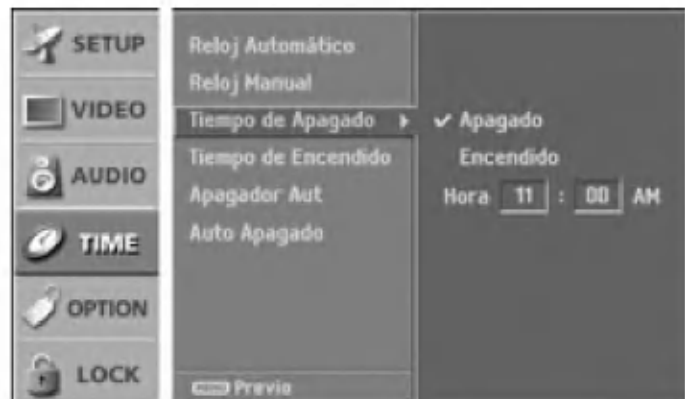 SETUP
VIDEO
AUDIO
TIME
OPTION
LOCK
Reloj Automático
Reloj Manual
Tiempo de Apagado
Tiempo de Encendido
Apagador Aut
Auto Apagado
MENU Previo
✔ Apagado
Encendido
Hora 11 : 00 AM